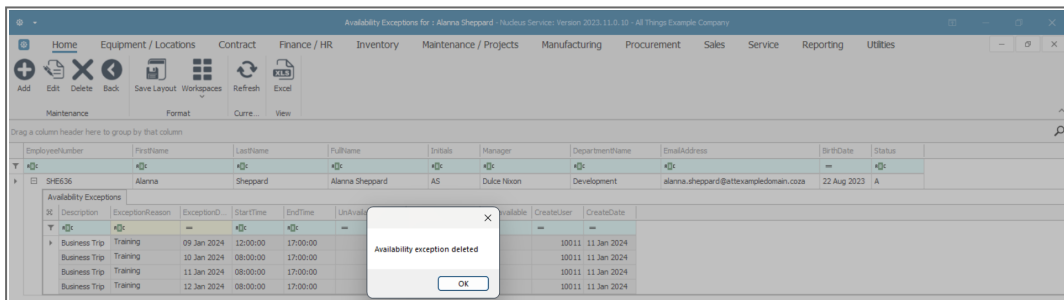 Availability Exceptions for : Alanna Sheppard - Nucleus Service: Version 2023.11.0.10 - All Things Example Company
Home Equipment / Locations Contract Finance / HR Inventory Maintenance / Projects Manufacturing Procurement Sales Service Reporting Utilities
XLS
Add Edit Delete Back Save Layout Workspaces Refresh Excel
Maintenance Format Curre... View
Drag a column header here to group by that column
EmployeeNumber FirstName LastName FullName Initials Manager DepartmentName EmailAddress BirthDate Status
SHE636 Alanna Sheppard Alanna Sheppard AS Dulce Nixon Development alanna.sheppard@attexampledomain.coza 22 Aug 2023 A
Availability Exceptions
Description ExceptionReason ExceptionD... StartTime EndTime CreateUser CreateDate
Business Trip Training 09 Jan 2024 12:00:00 17:00:00 10011 11 Jan 2024
Business Trip Training 10 Jan 2024 08:00:00 17:00:00 10011 11 Jan 2024
Business Trip Training 11 Jan 2024 08:00:00 17:00:00 10011 11 Jan 2024
Business Trip Training 12 Jan 2024 08:00:00 17:00:00 10011 11 Jan 2024
Availability exception deleted
OK